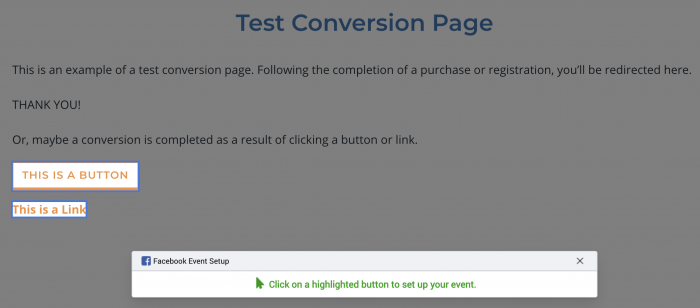 Test Conversion Page
This is an example of a test conversion page. Following the completion of a purchase or registration, you’ll be redirected here.
THANK YOU!
Or, maybe a conversion is completed as a result of clicking a button or link.
THIS IS A BUTTON
This is a Link
Facebook Event Setup
Click on a highlighted button to set up your event.